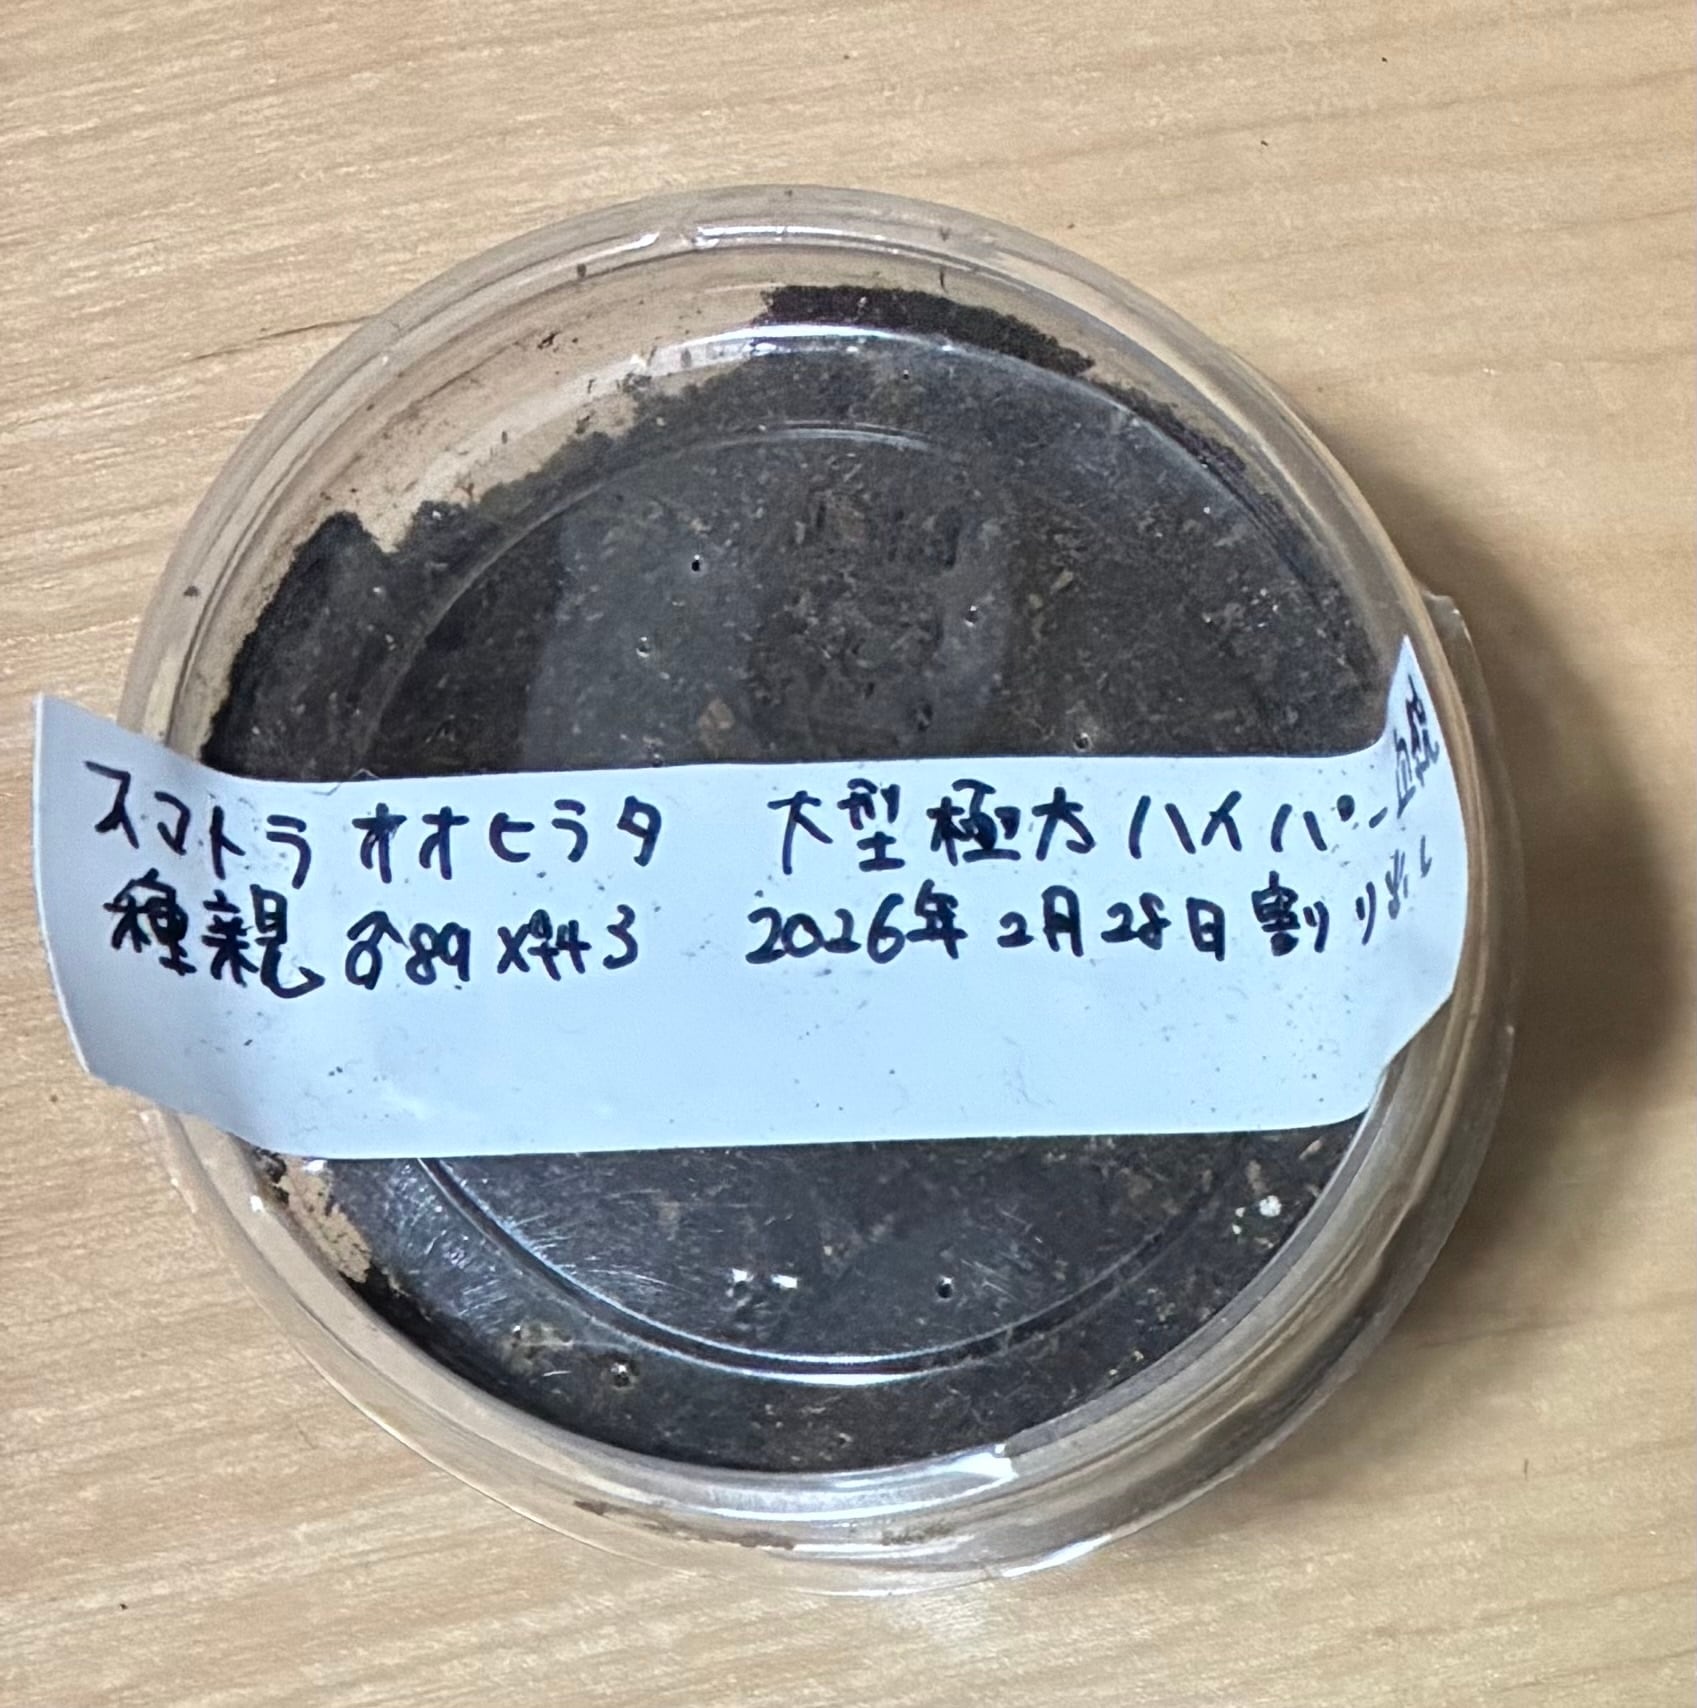 スマトラオオヒラタ 大型極太ハイパー血統
種親 ♂89×♀43 2026年2月28日割り出し